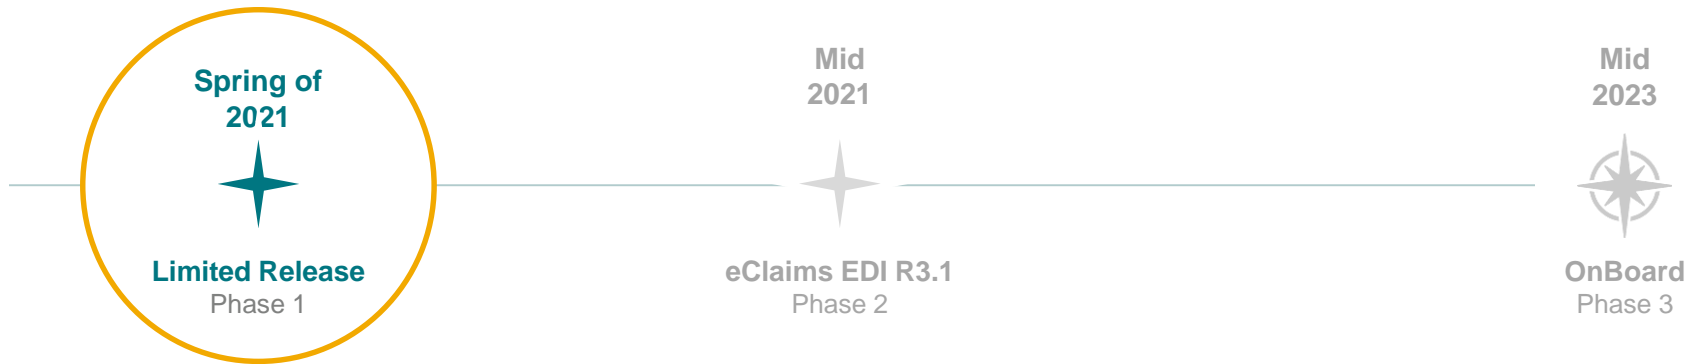 Spring of
2021
Limited Release
Phase 1
Mid
2021
eClaims EDI R3.1
Phase 2
Mid
2023
OnBoard
Phase 3